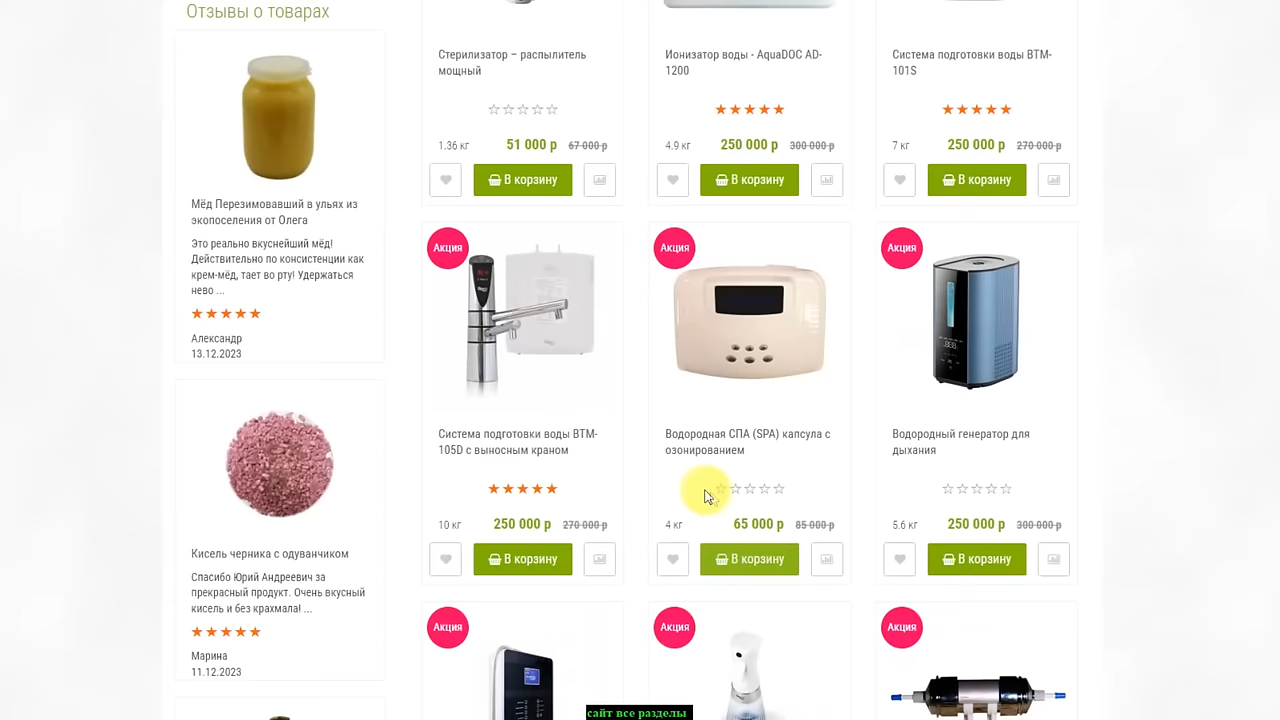 Отзывы о товарах
Мёд Перезимовавший в ульях из
экопоселения от Олега
Это реально вкуснейший мёд!
Действительно по консистенции как
крем-мёд, тает во рту! Удержаться
нево ...
Александр
13.12.2023
Кисель черника с одуванчиком
Спасибо Юрий Андреевич за
прекрасный продукт. Очень вкусный
кисель и без крахмала! ...
Марина
11.12.2023
Стерилизатор – распылитель
мощный
1.36 кг 51 000 р 67 000 р
В корзину
Ионизатор воды - AquaDOC AD-
1200
4.9 кг 250 000 р 300 000 р
В корзину
Система подготовки воды BTM-
101S
7 кг 250 000 р 270 000 р
В корзину
Акция
Система подготовки воды BTM-
105D с выносным краном
10 кг 250 000 р 270 000 р
В корзину
Акция
Водородная СПА (SPA) капсула с
озонированием
4 кг 65 000 р 85 000 р
В корзину
Акция
Водородный генератор для
дыхания
5.6 кг 250 000 р 300 000 р
В корзину
Акция
Акция
Акция
сайт все разделы